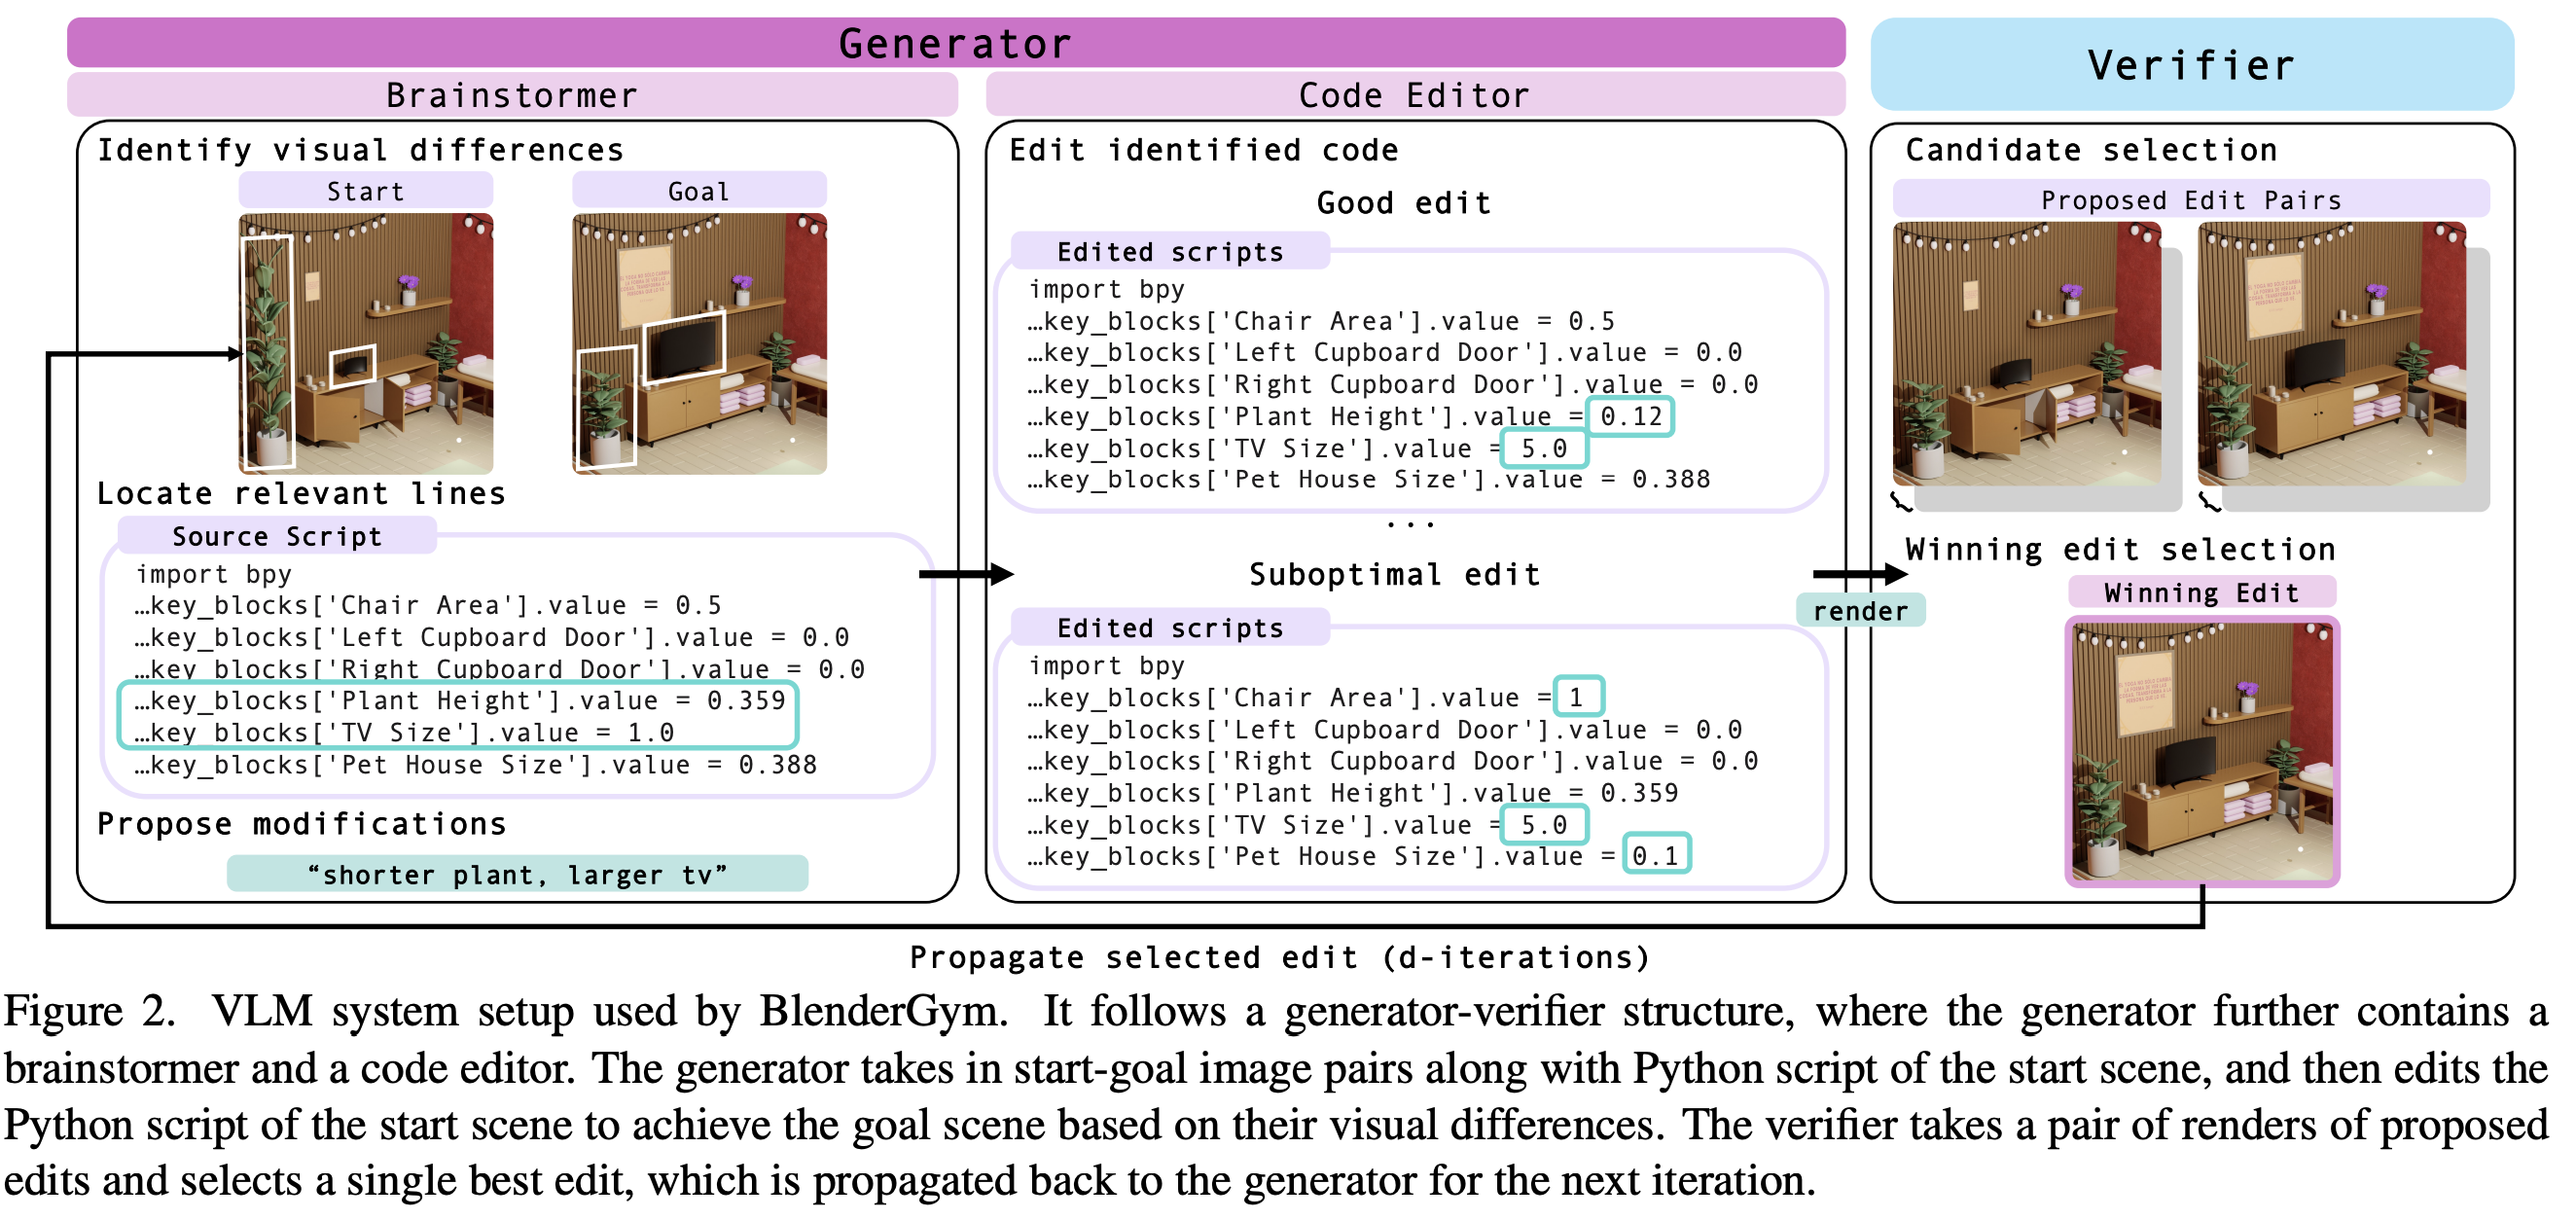 Generator
Verifier
Brainstormer
Code Editor
Identify visual differences
Start
Goal
Locate relevant lines
Source Script
import bpy
…key_blocks['Chair Area'].value = 0.5
…key_blocks['Left Cupboard Door'].value = 0.0
…key_blocks['Right Cupboard Door'].value = 0.0
…key_blocks['Plant Height'].value = 0.359
…key_blocks['TV Size'].value = 1.0
…key_blocks['Pet House Size'].value = 0.388
Propose modifications
“shorter plant, larger tv”
Edit identified code
Good edit
Edited scripts
import bpy
…key_blocks['Chair Area'].value = 0.5
…key_blocks['Left Cupboard Door'].value = 0.0
…key_blocks['Right Cupboard Door'].value = 0.0
…key_blocks['Plant Height'].value = 0.12
…key_blocks['TV Size'].value = 5.0
…key_blocks['Pet House Size'].value = 0.388
...
Suboptimal edit
Edited scripts
import bpy
…key_blocks['Chair Area'].value = 1
…key_blocks['Left Cupboard Door'].value = 0.0
…key_blocks['Right Cupboard Door'].value = 0.0
…key_blocks['Plant Height'].value = 0.359
…key_blocks['TV Size'].value = 5.0
…key_blocks['Pet House Size'].value = 0.1
render
Candidate selection
Proposed Edit Pairs
Winning edit selection
Winning Edit
Propagate selected edit (d-iterations)
Figure 2. VLM system setup used by BlenderGym. It follows a generator-verifier structure, where the generator further contains a
brainstormer and a code editor. The generator takes in start-goal image pairs along with Python script of the start scene, and then edits the
Python script of the start scene to achieve the goal scene based on their visual differences. The verifier takes a pair of renders of proposed
edits and selects a single best edit, which is propagated back to the generator for the next iteration.